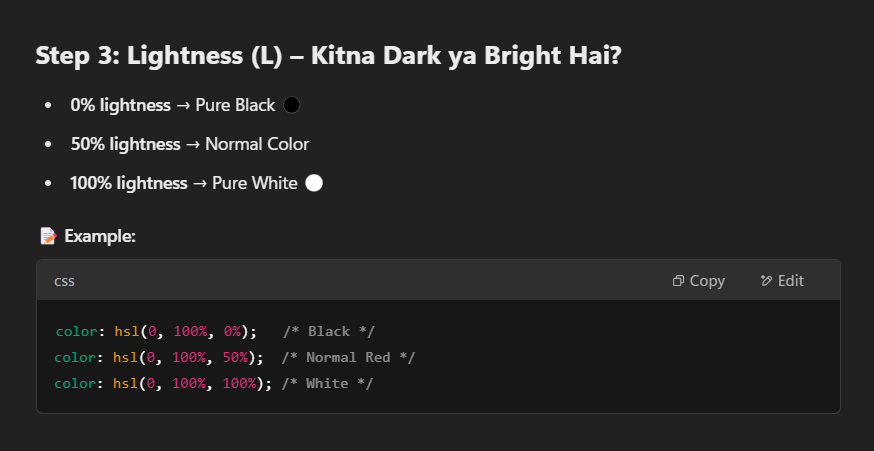 Step 3: Lightness (L) – Kitna Dark ya Bright Hai?
• 0% lightness → Pure Black ⚫
• 50% lightness → Normal Color
• 100% lightness → Pure White ⚪
📝 Example:
css Copy Edit
color: hsl(0, 100%, 0%);   /* Black */
color: hsl(0, 100%, 50%);  /* Normal Red */
color: hsl(0, 100%, 100%); /* White */